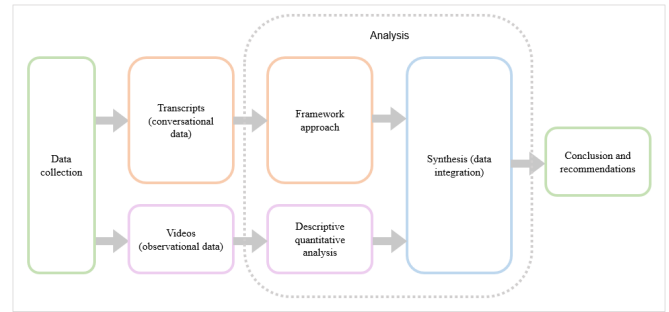 Analysis
Data
collection
Transcripts
(conversational
data)
Framework
approach
Synthesis (data
integration)
Conclusion and
recommendations
Videos
(observational data)
Descriptive
quantitative
analysis